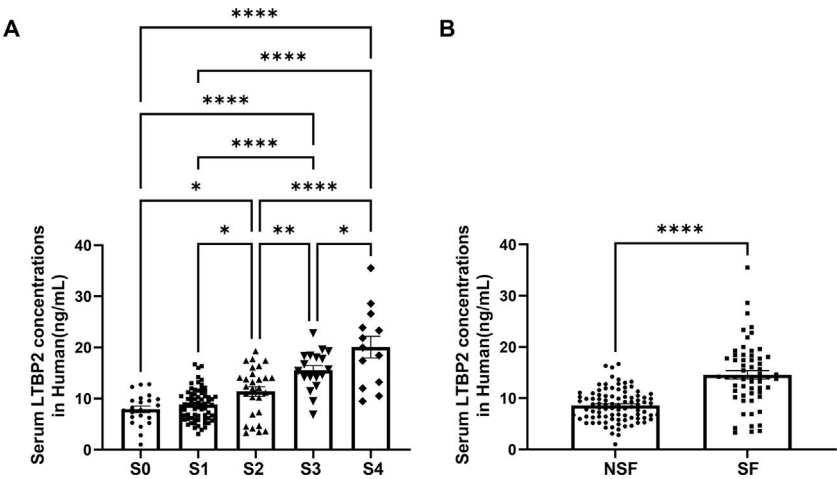 A
****
****
****
****
* ****
* ** *
Serum LTBP2 concentrations
in Human(ng/mL)
40
30
20
10
0
S0 S1 S2 S3 S4
B
****
Serum LTBP2 concentrations
in Human(ng/mL)
40
30
20
10
0
NSF SF